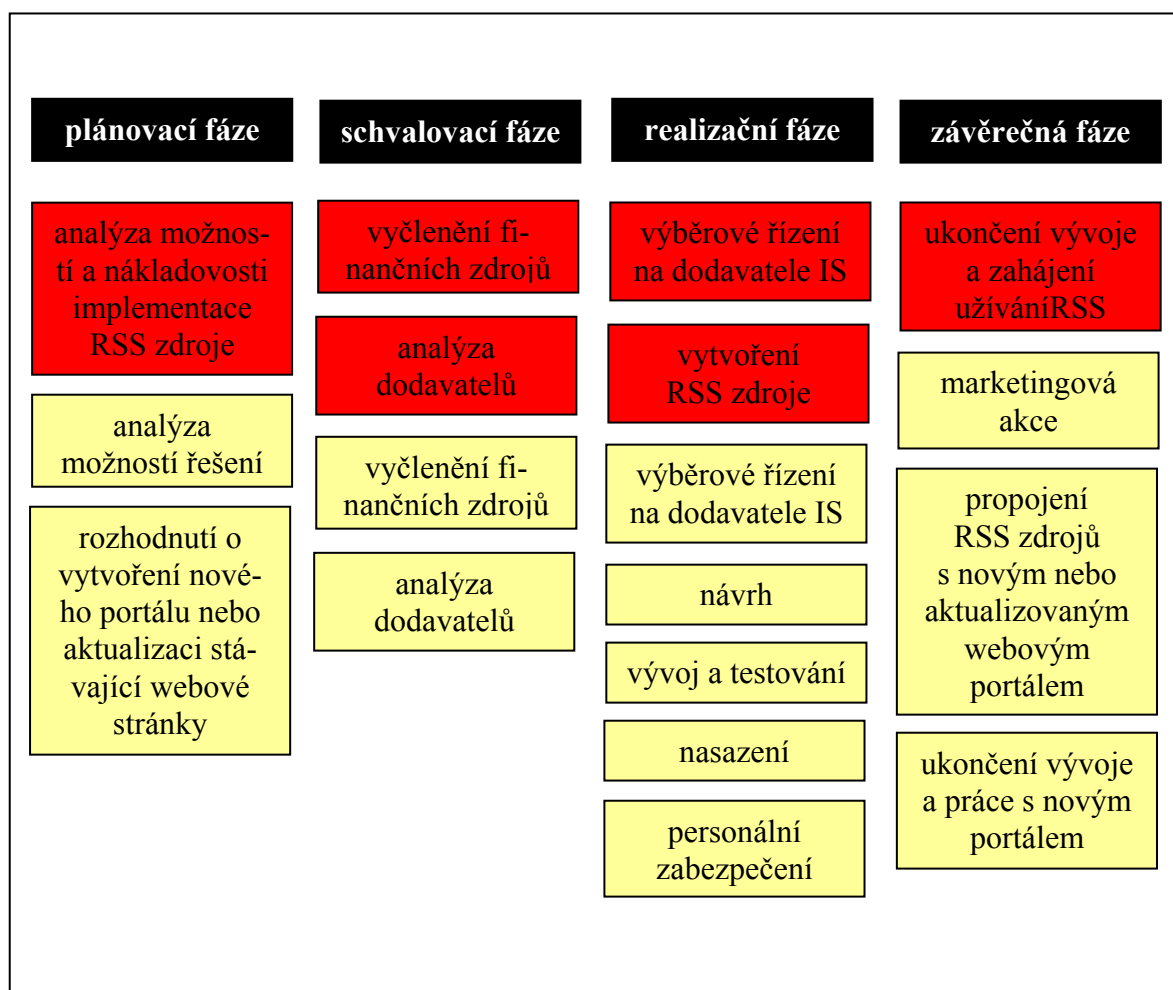 plánovací fáze
analýza možnos-
tí a nákladovosti
implementace
RSS zdroje
analýza
možností řešení
rozhodnutí o
vytvoření nové-
ho portálu nebo
aktualizaci stá-
vající webové
stránky
schvalovací fáze
vyčlenění fi-
nančních zdrojů
analýza
dodavatelů
vyčlenění fi-
nančních zdrojů
analýza
dodavatelů
realizační fáze
výběrové řízení
na dodavatele IS
vytvoření
RSS zdroje
výběrové řízení
na dodavatele IS
návrh
vývoj a testování
nasazení
personální
zabezpečení
závěrečná fáze
ukončení vývoje
a zahájení
užíváníRSS
marketingová
akce
propojení
RSS zdrojů
s novým nebo
aktualizovaným
webovým
portálem
ukončení vývoje
a práce s novým
portálem